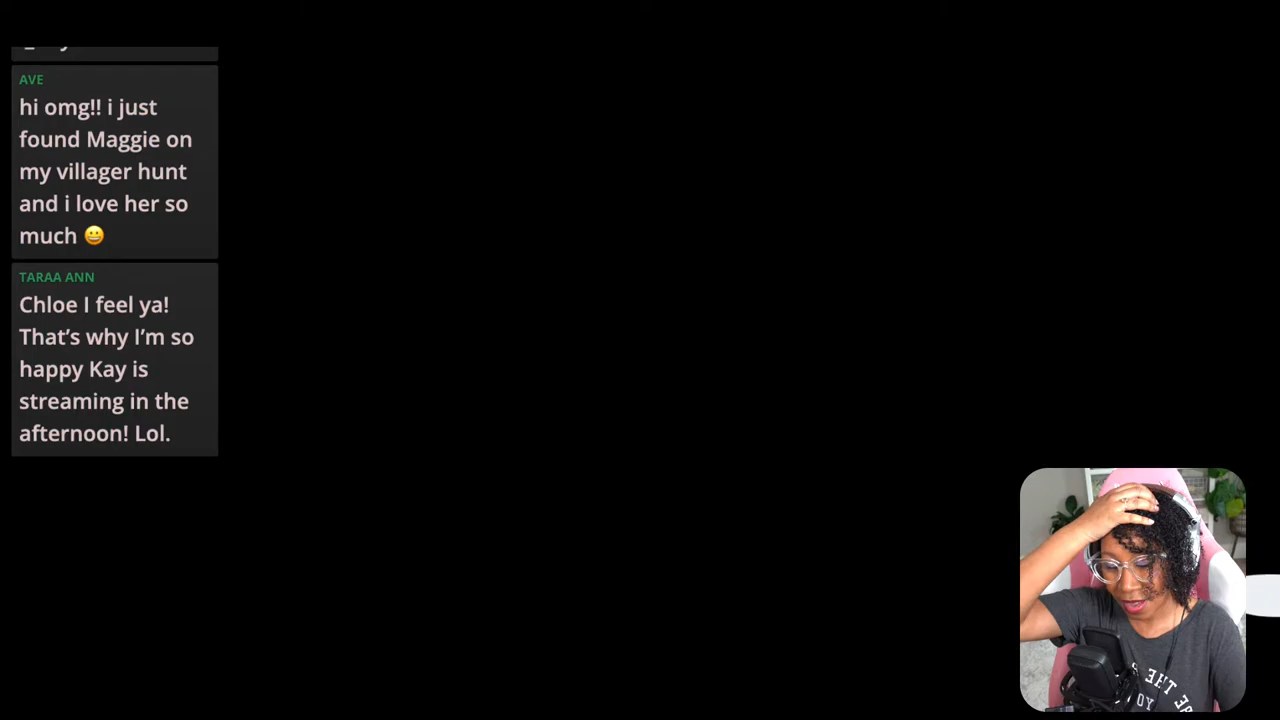 AVE
hi omg!! i just
found Maggie on
my villager hunt
and i love her so
much 😀
TARAA ANN
Chloe I feel ya!
That’s why I’m so
happy Kay is
streaming in the
afternoon! Lol.